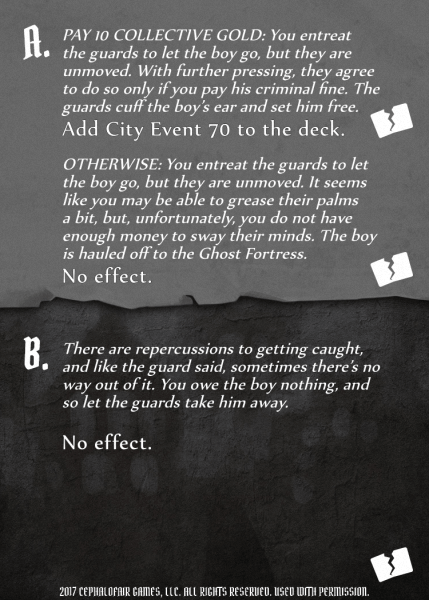 A.
PAY 10 COLLECTIVE GOLD: You entreat
the guards to let the boy go, but they are
unmoved. With further pressing, they agree
to do so only if you pay his criminal fine. The
guards cuff the boy's ear and set him free.
Add City Event 70 to the deck.
OTHERWISE: You entreat the guards to let
the boy go, but they are unmoved. It seems
like you may be able to grease their palms
a bit, but, unfortunately, you do not have
enough money to sway their minds. The boy
is hauled off to the Ghost Fortress.
No effect.
B.
There are repercussions to getting caught,
and like the guard said, sometimes there's no
way out of it. You owe the boy nothing, and
so let the guards take him away.
No effect.
2017 CEPHALOFAIR GAMES, LLC. ALL RIGHTS RESERVED. USED WITH PERMISSION.